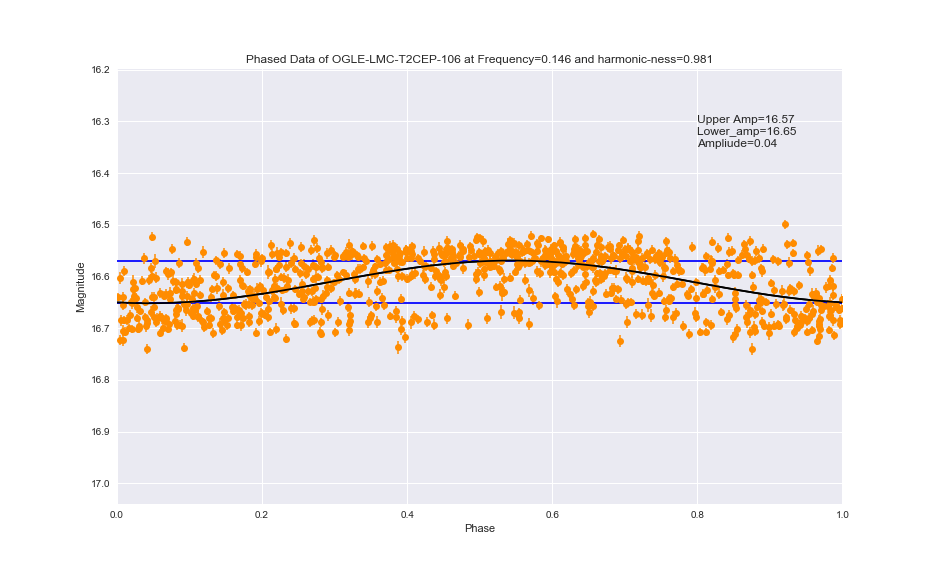 Phased Data of OGLE-LMC-T2CEP-106 at Frequency=0.146 and harmonic-ness=0.981
16.2
16.3
16.4
16.5
16.6
16.7
16.8
16.9
17.0
Magnitude
Upper Amp=16.57
Lower_amp=16.65
Ampliude=0.04
0.0
0.2
0.4
0.6
0.8
1.0
Phase